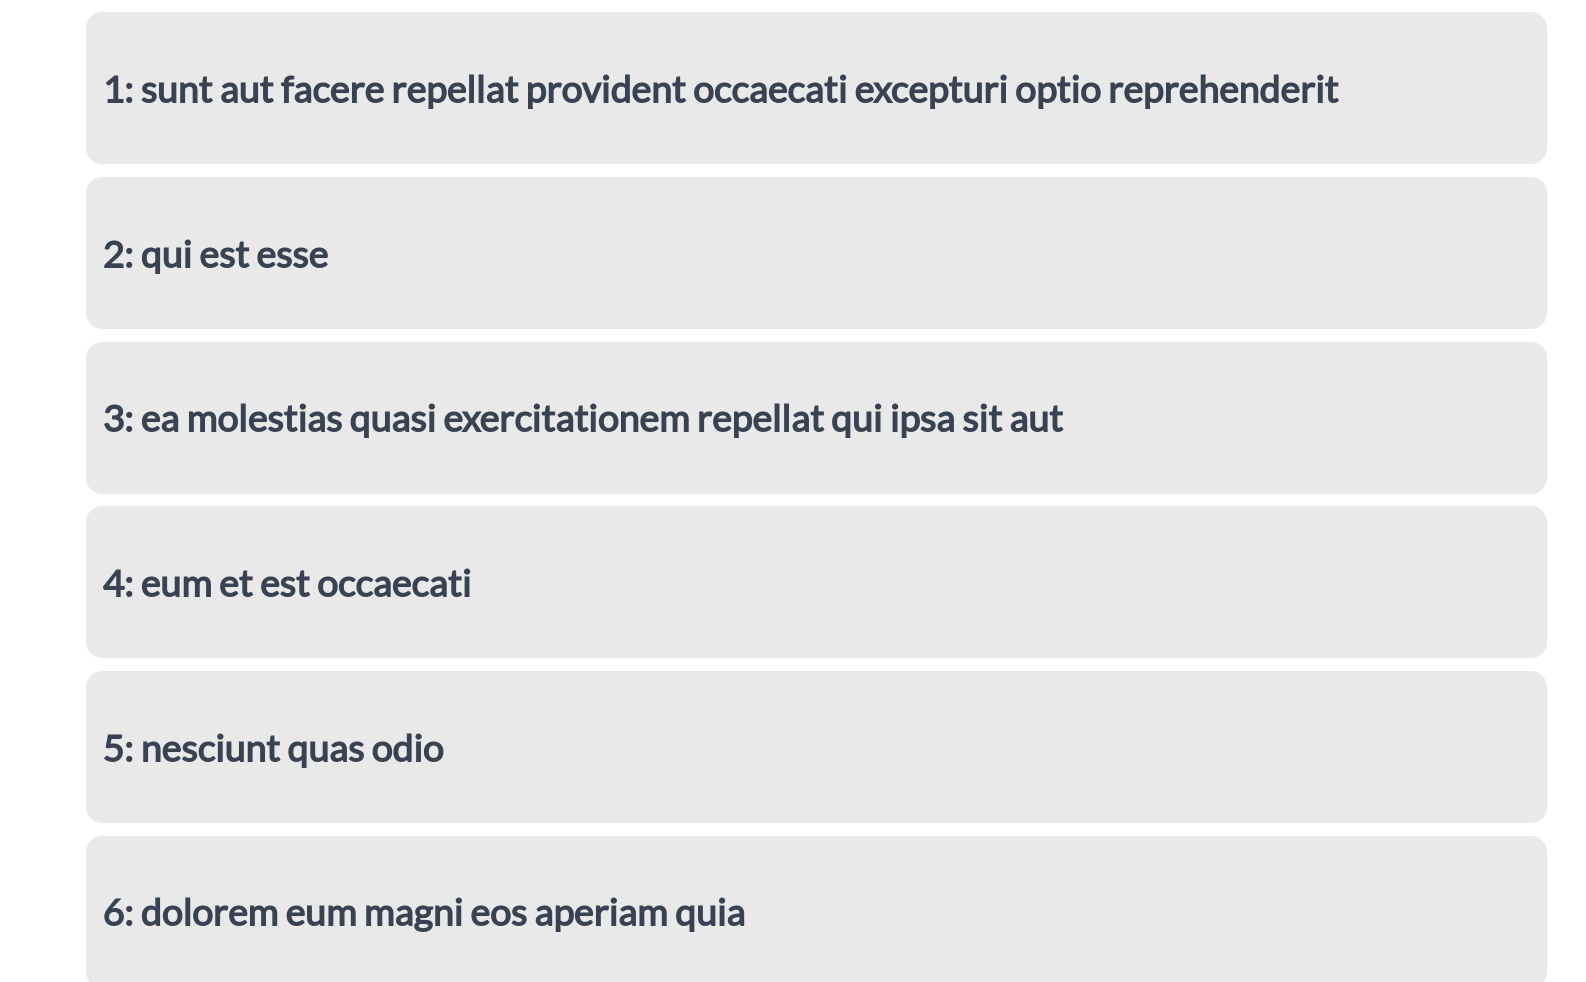 1: sunt aut facere repellat provident occaecati excepturi optio reprehenderit
2: qui est esse
3: ea molestias quasi exercitationem repellat qui ipsa sit aut
4: eum et est occaecati
5: nesciunt quas odio
6: dolorem eum magni eos aperiam quia